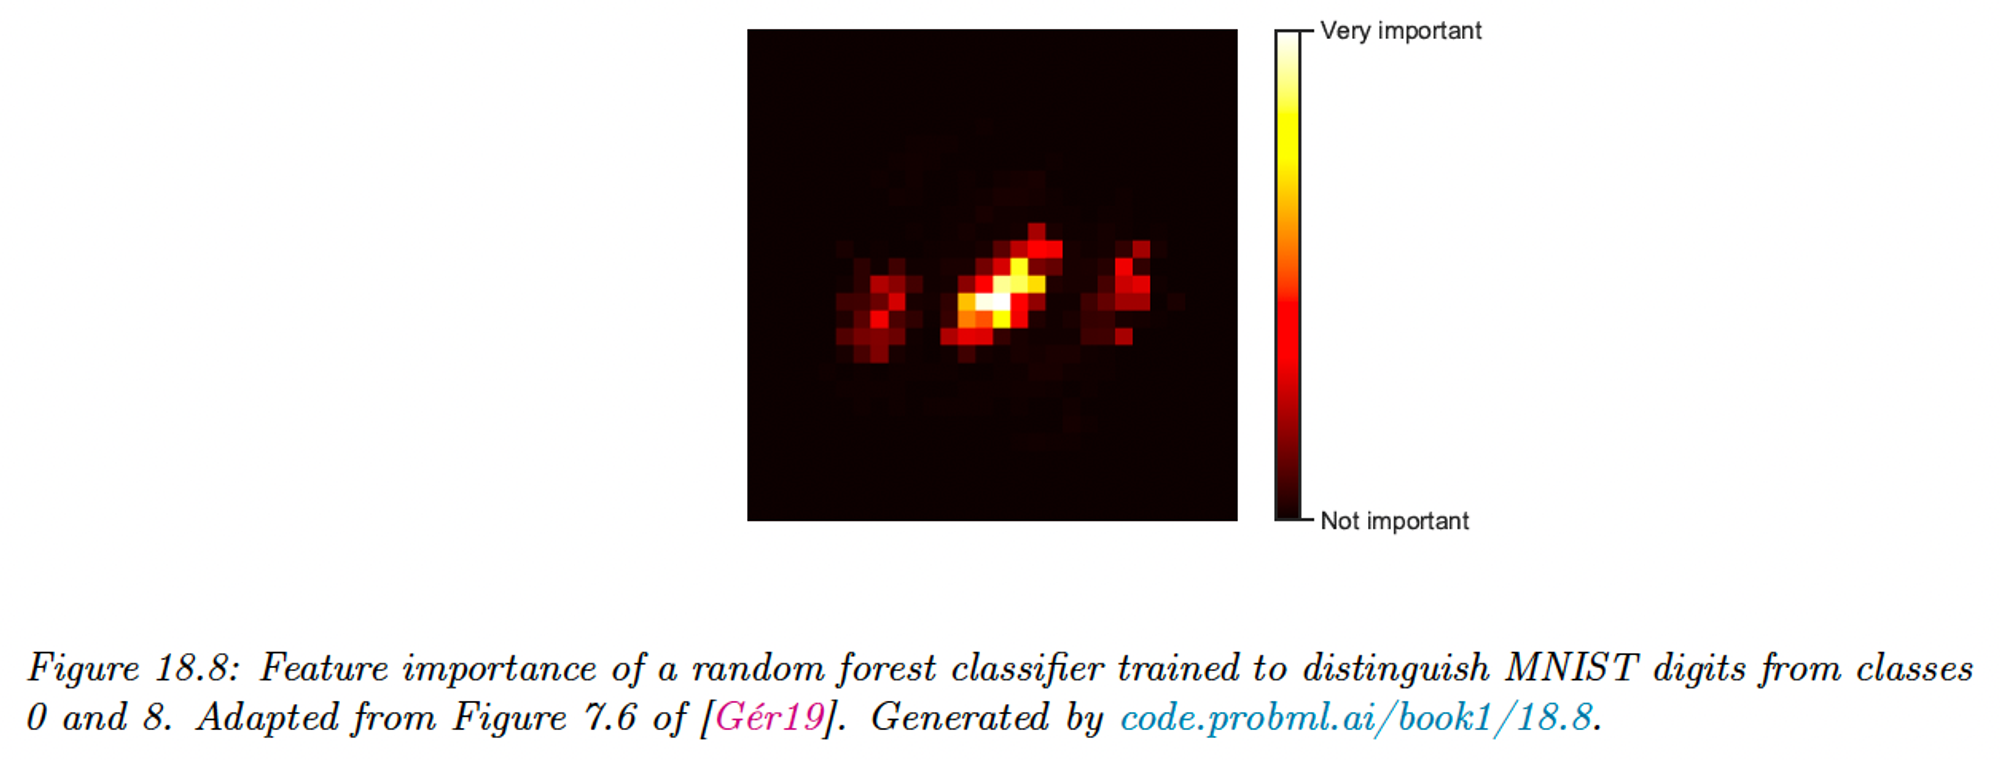 Very important
Not important
Figure 18.8: Feature importance of a random forest classifier trained to distinguish MNIST digits from classes
0 and 8. Adapted from Figure 7.6 of [Gér19]. Generated by code.probml.ai/book1/18.8.